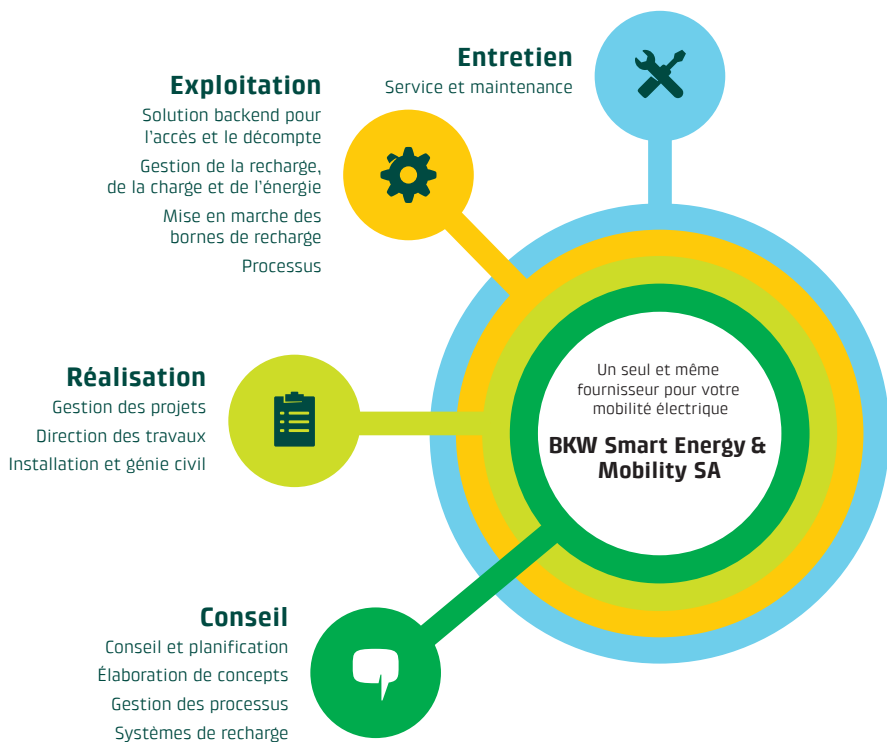 Entretien
Service et maintenance
Exploitation
Solution backend pour
l'accès et le décompte
Gestion de la recharge,
de la charge et de l'énergie
Mise en marche des
bornes de recharge
Processus
Réalisation
Gestion des projets
Direction des travaux
Installation et génie civil
Un seul et même
fournisseur pour votre
mobilité électrique
BKW Smart Energy &
Mobility SA
Conseil
Conseil et planification
Élaboration de concepts
Gestion des processus
Systèmes de recharge